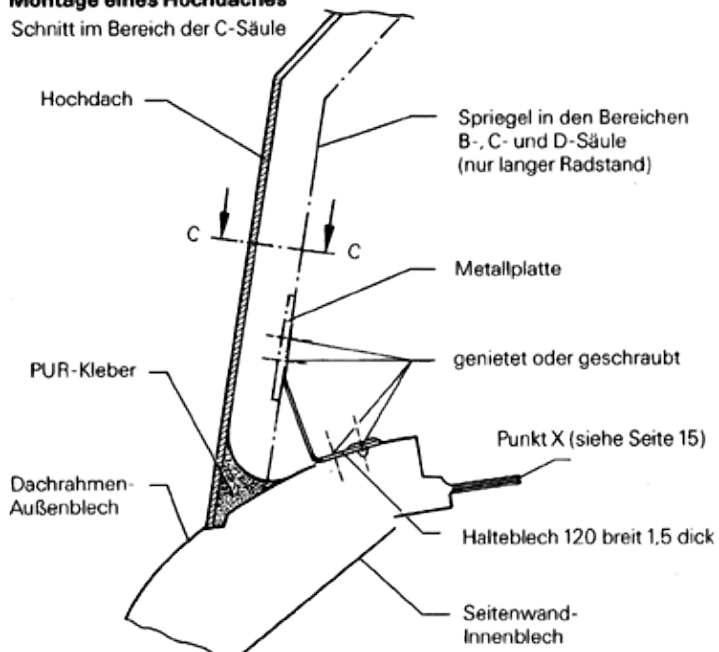 Montage eines Hochdaches
Schnitt im Bereich der C-Säule
Hochdach
Spriegel in den Bereichen
B-, C- und D-Säule
(nur langer Radstand)
C
C
Metallplatte
genietet oder geschraubt
PUR-Kleber
Punkt X (siehe Seite 15)
Dachrahmen-
Außenblech
Halteblech 120 breit 1,5 dick
Seitenwand-
Innenblech